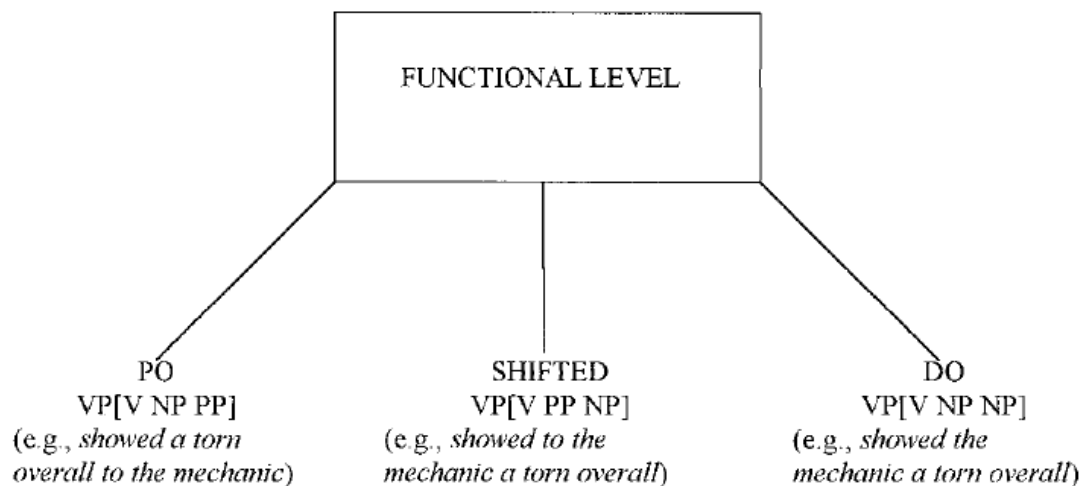 FUNCTIONAL LEVEL
PO
VP[V NP PP]
(e.g., showed a torn
overall to the mechanic)
SHIFTED
VP[V PP NP]
(e.g., showed to the
mechanic a torn overall)
DO
VP[V NP NP]
(e.g., showed the
mechanic a torn overall)